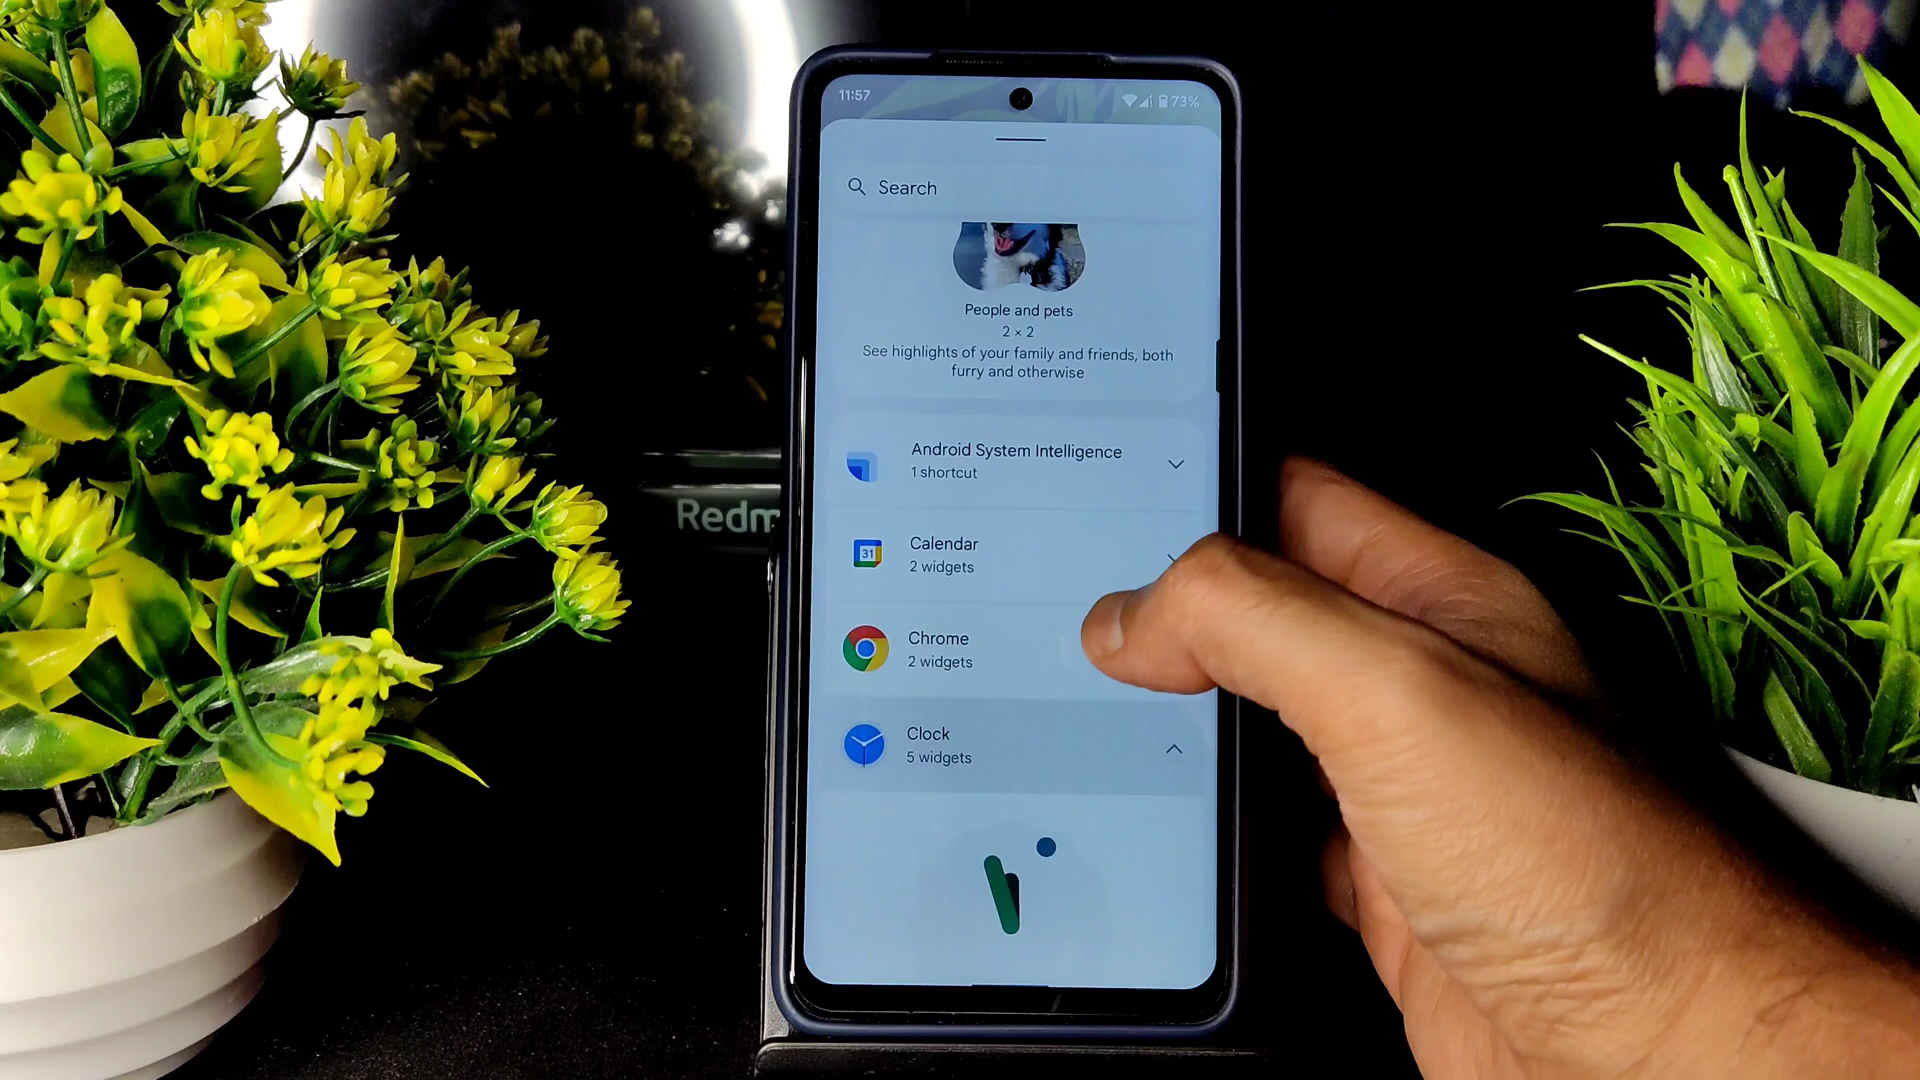 11:57
73%
Search
People and pets
2 × 2
See highlights of your family and friends, both
furry and otherwise
Android System Intelligence
1 shortcut
Calendar
31
2 widgets
Chrome
2 widgets
Clock
5 widgets
Redm